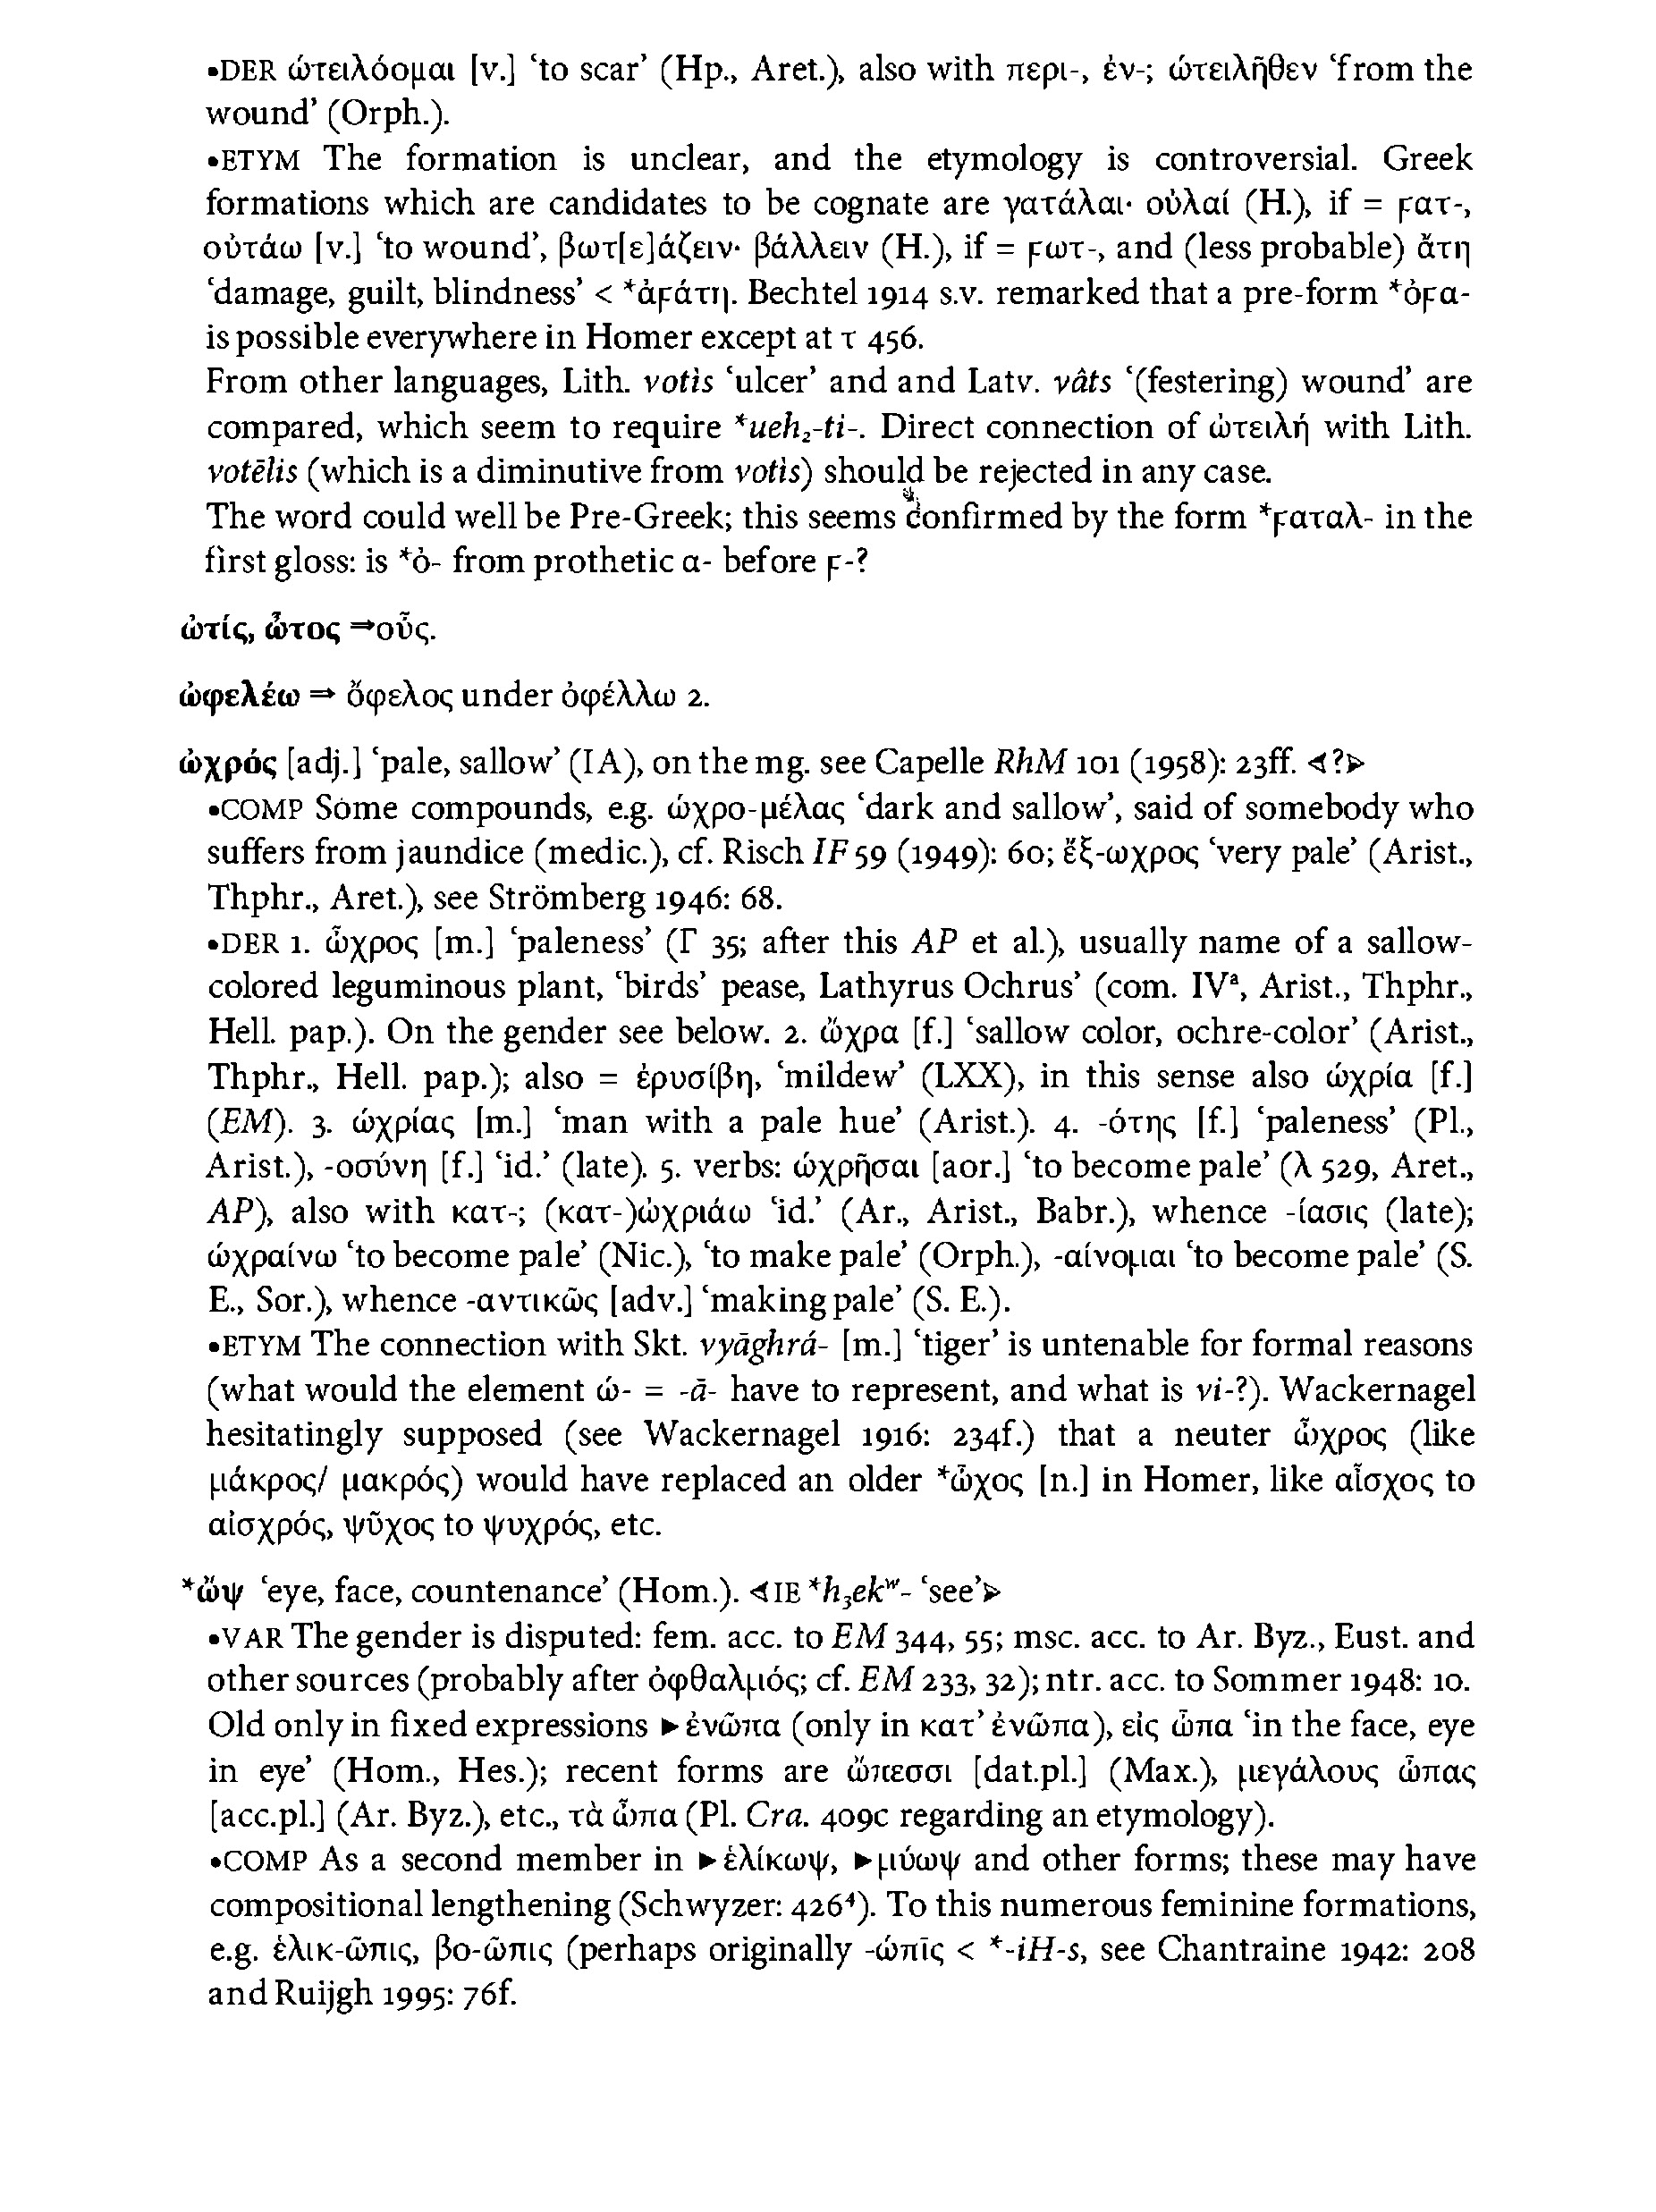 •DER ὠτειλόομαι [v.] ‘to scar’ (Hp., Aret.), also with περι-, ἐν-; ὠτειλῆθεν ‘from the
wound’ (Orph.).
•ETYM The formation is unclear, and the etymology is controversial. Greek
formations which are candidates to be cognate are γατάλαι· οὐλαί (H.), if = ϝατ-,
οὐτάω [v.] ‘to wound’, βωτ[ε]άζειν· βάλλειν (H.), if = ϝωτ-, and (less probable) ἄτη
‘damage, guilt, blindness’ < *ἀϝάτη. Bechtel 1914 s.v. remarked that a pre-form *ὀϝα-
is possible everywhere in Homer except at τ 456.
From other languages, Lith. votìs ‘ulcer’ and and Latv. vâts ‘(festering) wound’ are
compared, which seem to require *ueh₂-ti-. Direct connection of ὠτειλή with Lith.
votẽlis (which is a diminutive from votìs) should be rejected in any case.
The word could well be Pre-Greek; this seems confirmed by the form *ϝαταλ- in the
first gloss: is *ὀ- from prothetic α- before ϝ-?
ὠτίς, ὦτος ⇒οὖς.
ὠφελέω ⇒ ὄφελος under ὀφέλλω 2.
ὠχρός [adj.] ‘pale, sallow’ (IA), on the mg. see Capelle RhM 101 (1958): 23ff. ⊲?⊳
•COMP Some compounds, e.g. ὠχρο-μέλας ‘dark and sallow’, said of somebody who
suffers from jaundice (medic.), cf. Risch IF 59 (1949): 60; ἔξ-ωχρος ‘very pale’ (Arist.,
Thphr., Aret.), see Strömberg 1946: 68.
•DER 1. ὦχρος [m.] ‘paleness’ (Γ 35; after this AP et al.), usually name of a sallow-
colored leguminous plant, ‘birds’ pease, Lathyrus Ochrus’ (com. IVᵃ, Arist., Thphr.,
Hell. pap.). On the gender see below. 2. ὤχρα [f.] ‘sallow color, ochre-color’ (Arist.,
Thphr., Hell. pap.); also = ἐρυσίβη, ‘mildew’ (LXX), in this sense also ὠχρία [f.]
(EM). 3. ὠχρίας [m.] ‘man with a pale hue’ (Arist.). 4. -ότης [f.] ‘paleness’ (Pl.,
Arist.), -οσύνη [f.] ‘id.’ (late). 5. verbs: ὠχρῆσαι [aor.] ‘to become pale’ (λ 529, Aret.,
AP), also with κατ-; (κατ-)ὠχριάω ‘id.’ (Ar., Arist., Babr.), whence -ίασις (late);
ὠχραίνω ‘to become pale’ (Nic.), ‘to make pale’ (Orph.), -αίνομαι ‘to become pale’ (S.
E., Sor.), whence -αντικῶς [adv.] ‘making pale’ (S. E.).
•ETYM The connection with Skt. vyāghrá- [m.] ‘tiger’ is untenable for formal reasons
(what would the element ὠ- = -ā- have to represent, and what is vi-?). Wackernagel
hesitatingly supposed (see Wackernagel 1916: 234f.) that a neuter ὦχρος (like
μάκρος/ μακρός) would have replaced an older *ὦχος [n.] in Homer, like αἶσχος to
αἰσχρός, ψῦχος to ψυχρός, etc.
*ὤψ ‘eye, face, countenance’ (Hom.). ⊲IE *h₃ekʷ- ‘see’⊳
•VAR The gender is disputed: fem. acc. to EM 344, 55; msc. acc. to Ar. Byz., Eust. and
other sources (probably after ὀφθαλμός; cf. EM 233, 32); ntr. acc. to Sommer 1948: 10.
Old only in fixed expressions ►ἐνῶπα (only in κατ’ ἐνῶπα), εἰς ὦπα ‘in the face, eye
in eye’ (Hom., Hes.); recent forms are ὤπεσσι [dat.pl.] (Max.), μεγάλους ὦπας
[acc.pl.] (Ar. Byz.), etc., τὰ ὦπα (Pl. Cra. 409c regarding an etymology).
•COMP As a second member in ►ἑλίκωψ, ►μύωψ and other forms; these may have
compositional lengthening (Schwyzer: 426⁴). To this numerous feminine formations,
e.g. ἑλικ-ῶπις, βο-ῶπις (perhaps originally -ώπῑς < *-iH-s, see Chantraine 1942: 208
and Ruijgh 1995: 76f.